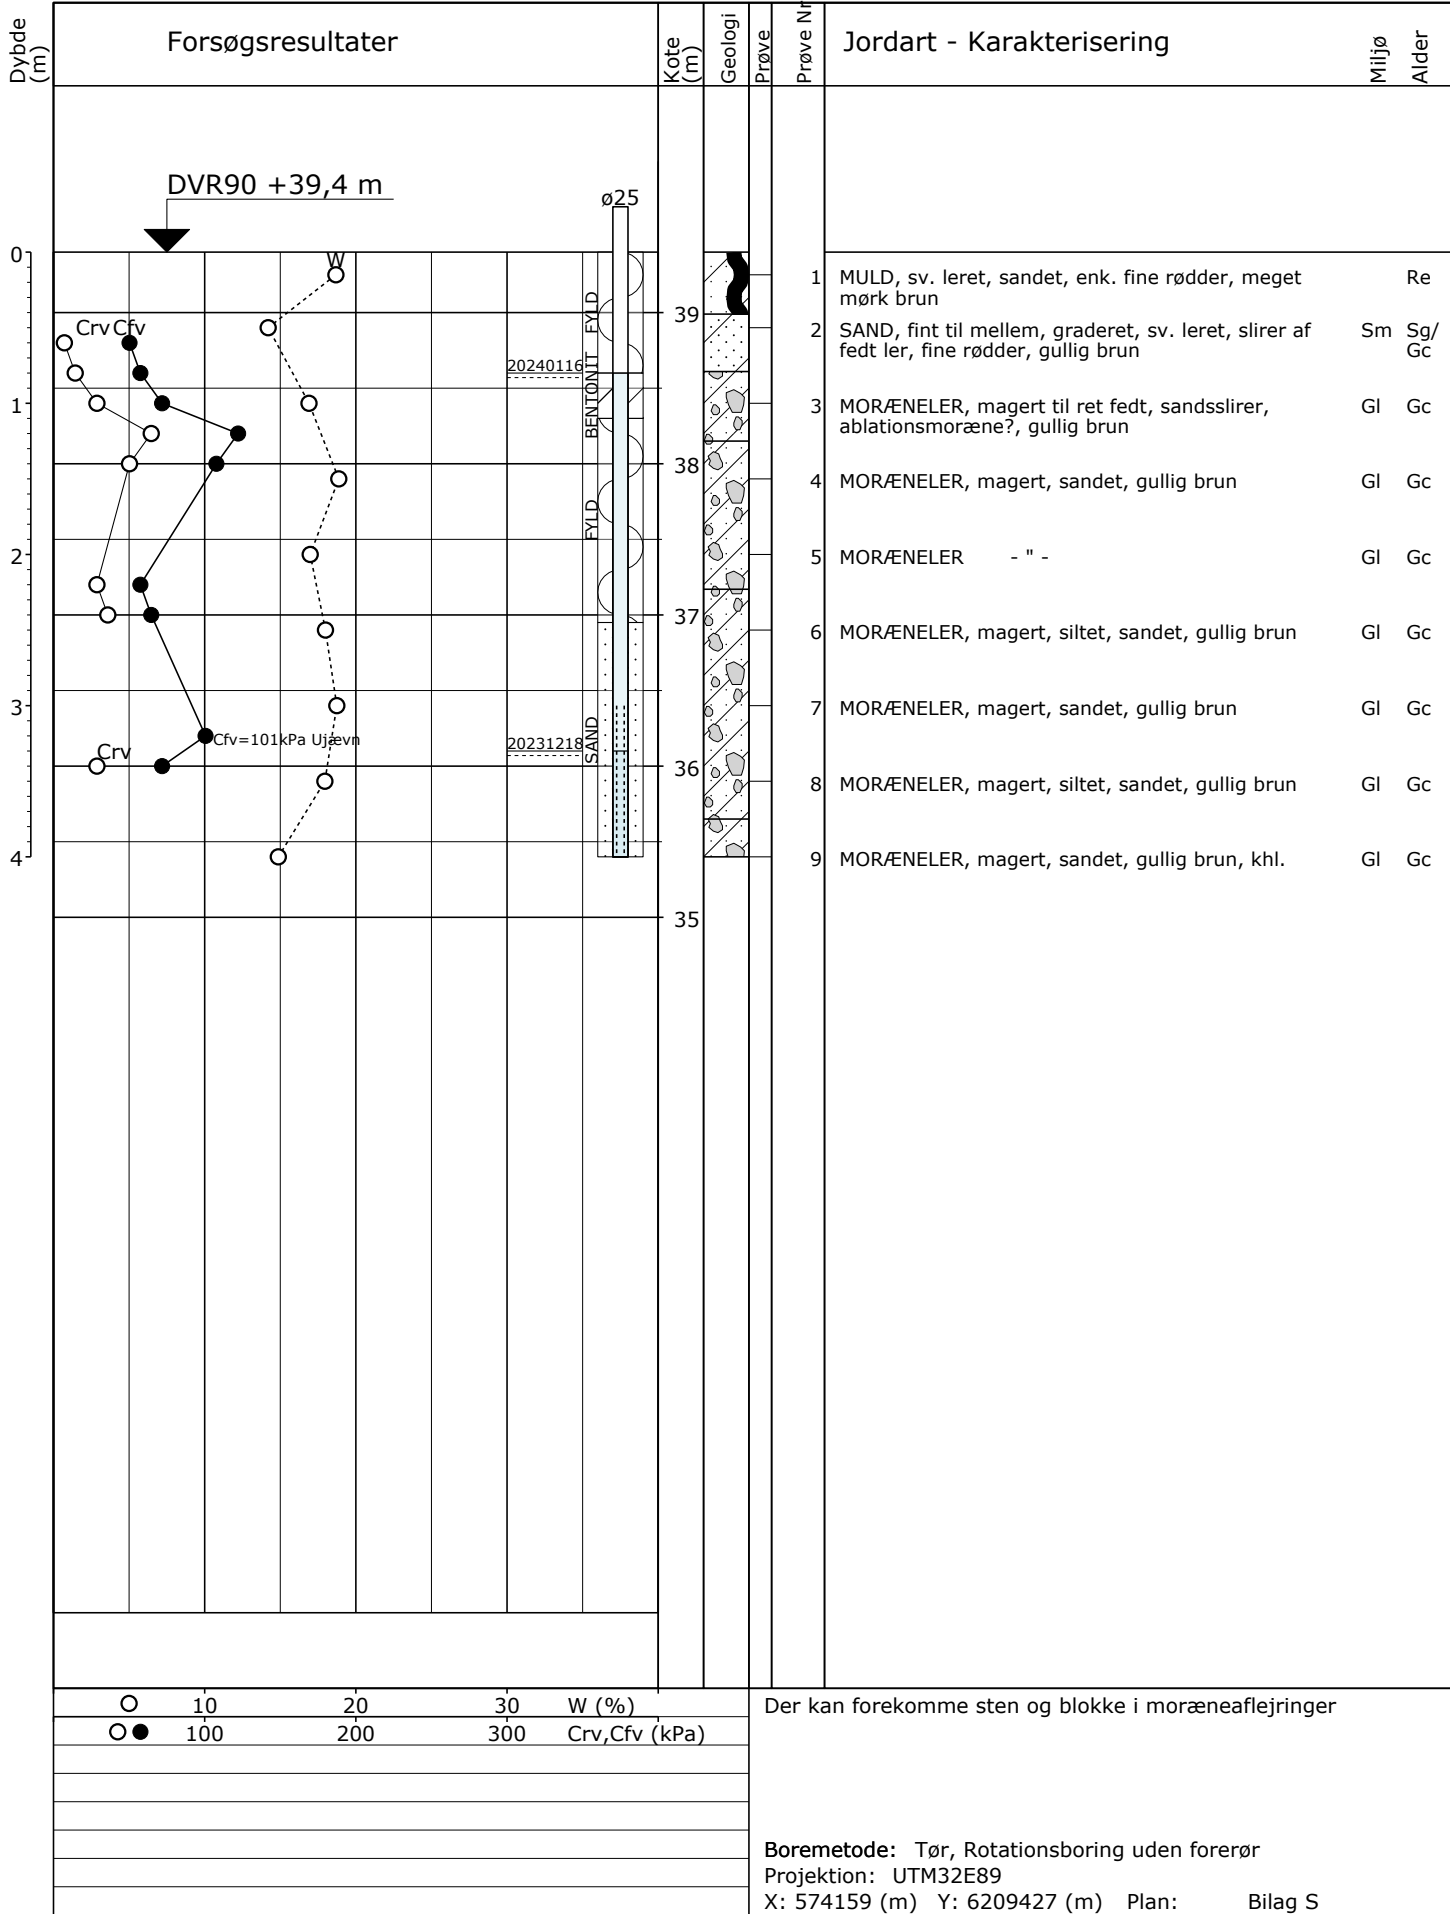 Dybde (m)
Forsøgsresultater
Kote (m)
Geologi
Prøve
Prøve Nr
Jordart - Karakterisering
Miljø
Alder
DVR90 +39,4 m
ø25
0
W
FYLD
1 MULD, sv. leret, sandet, enk. fine rødder, meget Re
mørk brun
39
Crv Cfv
2 SAND, fint til mellem, graderet, sv. leret, slirer af Sm Sg/
fedt ler, fine rødder, gullig brun Gc
20240116
BENTONIT
1
3 MORÆNELER, magert til ret fedt, sandsslirer, Gl Gc
ablationsmoræne?, gullig brun
38
4 MORÆNELER, magert, sandet, gullig brun Gl Gc
FYLD
2
5 MORÆNELER - " - Gl Gc
37
6 MORÆNELER, magert, siltet, sandet, gullig brun Gl Gc
3
7 MORÆNELER, magert, sandet, gullig brun Gl Gc
Cfv=101kPa Ujævn
20231218
SAND
Crv
36
8 MORÆNELER, magert, siltet, sandet, gullig brun Gl Gc
4
9 MORÆNELER, magert, sandet, gullig brun, khl. Gl Gc
35
10 20 30 W (%)
100 200 300 Crv,Cfv (kPa)
Der kan forekomme sten og blokke i moræneaflejringer
Boremetode: Tør, Rotationsboring uden forerør
Projektion: UTM32E89
X: 574159 (m) Y: 6209427 (m) Plan: Bilag S